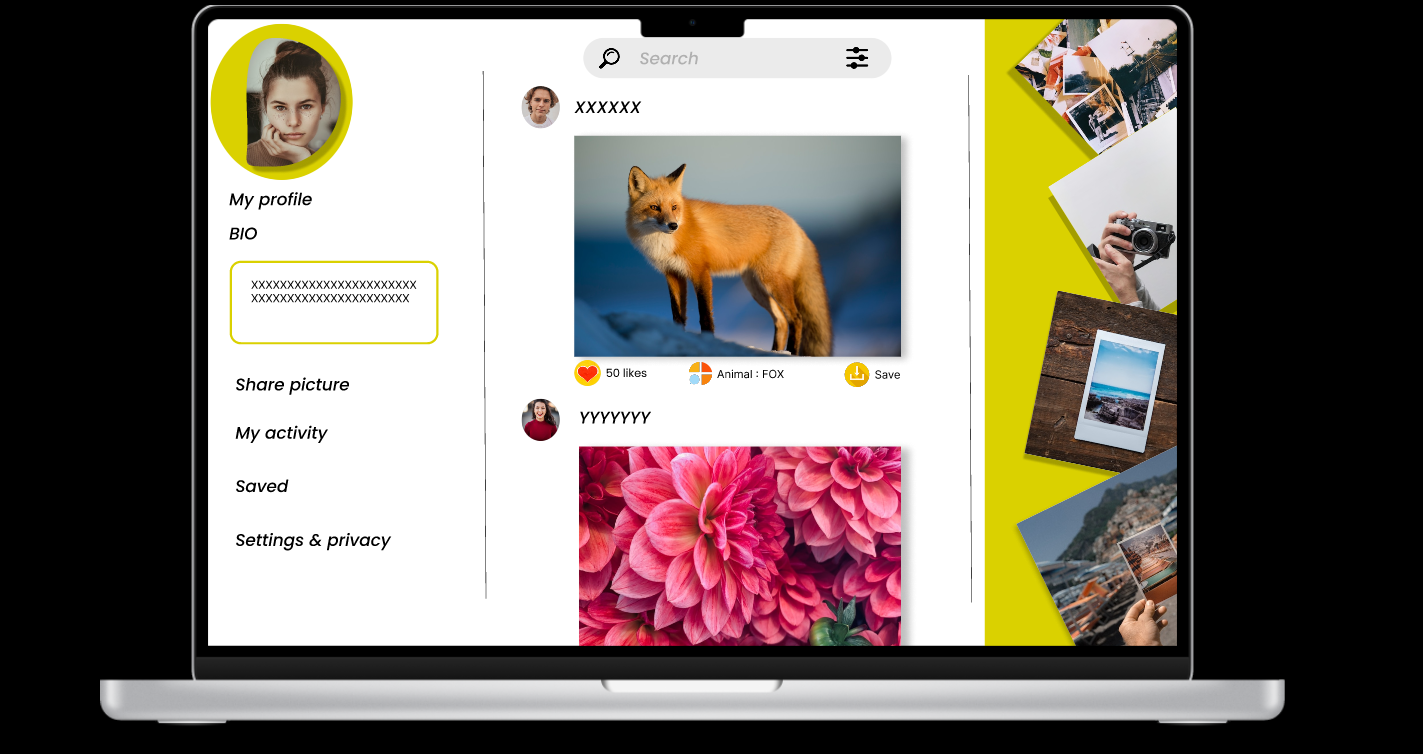 Search
My profile
BIO
XXXXXXXXXXXXXXXXXXXXXXX
XXXXXXXXXXXXXXXXXXXXXX
Share picture
My activity
Saved
Settings & privacy
XXXXXX
50 likes
Animal : FOX
Save
YYYYYYY